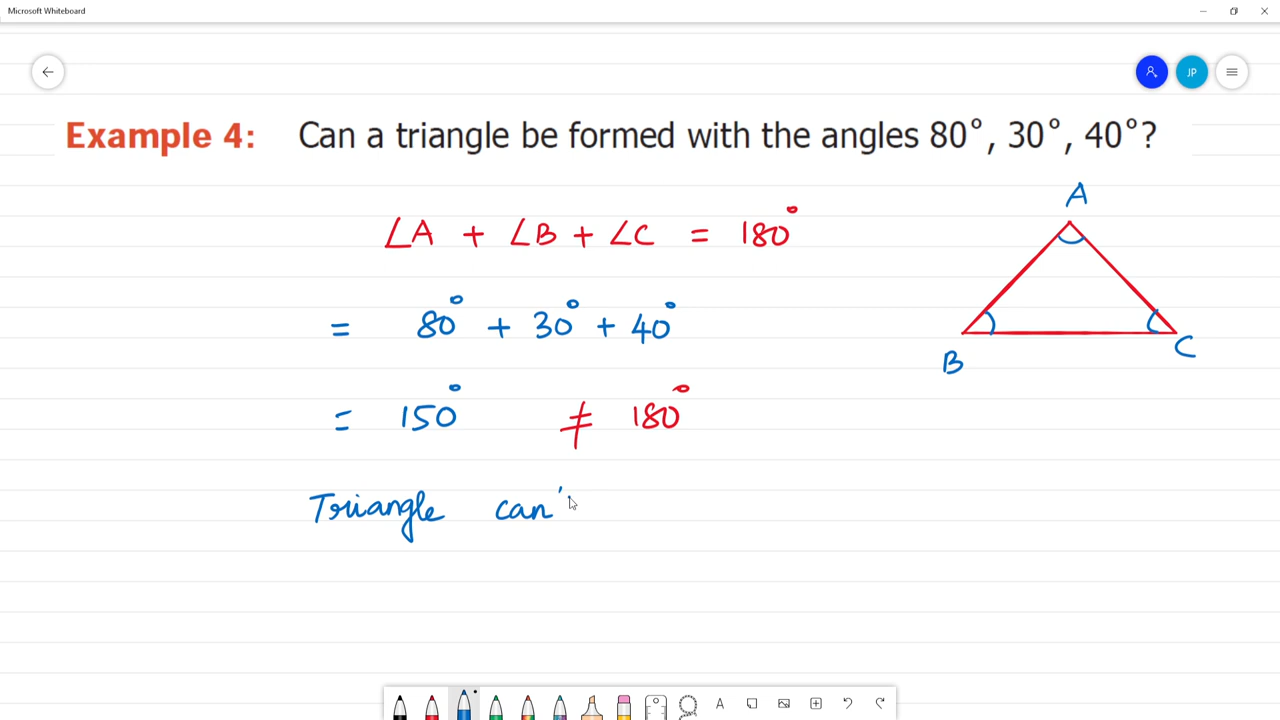 Microsoft Whiteboard
JP
Example 4: Can a triangle be formed with the angles 80°, 30°, 40°?
A
∠A + ∠B + ∠C = 180°
= 80° + 30° + 40°
B
C
= 150° ≠ 180°
Triangle can'
A